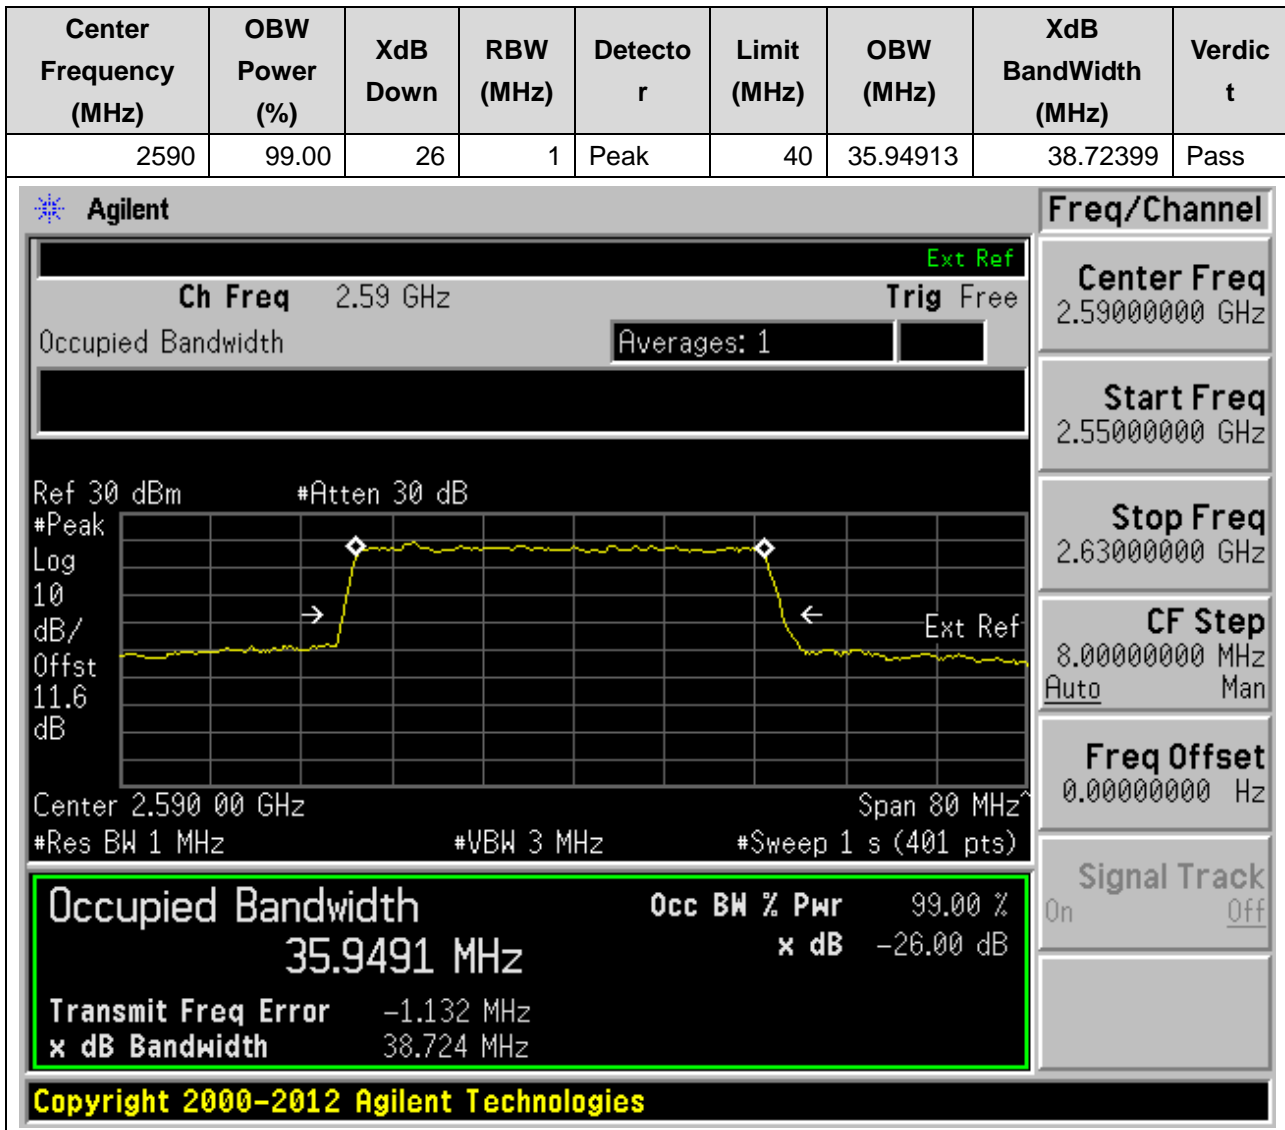 Center Frequency (MHz) OBW Power (%) XdB Down RBW (MHz) Detector Limit (MHz) OBW (MHz) XdB BandWidth (MHz) Verdict
2590 99.00 26 1 Peak 40 35.94913 38.72399 Pass
Agilent
Freq/Channel
Ext Ref
Ch Freq 2.59 GHz Trig Free
Occupied Bandwidth Averages: 1
Ref 30 dBm #Atten 30 dB
#Peak
Log
10
dB/
Offst
11.6
dB
Ext Ref
Center 2.590 00 GHz Span 80 MHz^
#Res BW 1 MHz #VBW 3 MHz #Sweep 1 s (401 pts)
Occupied Bandwidth Occ BW % Pwr 99.00 %
35.9491 MHz x dB -26.00 dB
Transmit Freq Error -1.132 MHz
x dB Bandwidth 38.724 MHz
Center Freq
2.59000000 GHz
Start Freq
2.55000000 GHz
Stop Freq
2.63000000 GHz
CF Step
8.00000000 MHz
Auto Man
Freq Offset
0.00000000 Hz
Signal Track
On Off
Copyright 2000-2012 Agilent Technologies